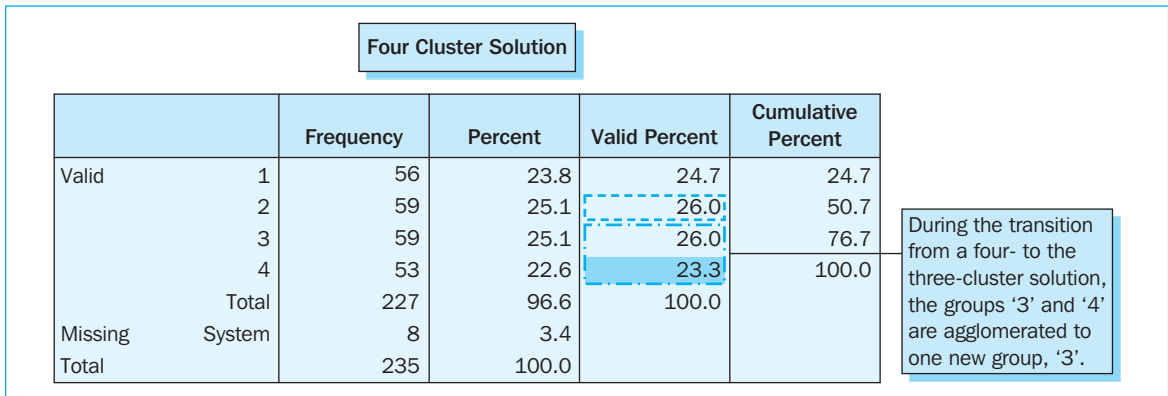 Four Cluster Solution
Frequency Percent Valid Percent Cumulative Percent
Valid 1 56 23.8 24.7 24.7
2 59 25.1 26.0 50.7
3 59 25.1 26.0 76.7
4 53 22.6 23.3 100.0
Total 227 96.6 100.0
Missing System 8 3.4
Total 235 100.0
During the transition
from a four- to the
three-cluster solution,
the groups ‘3’ and ‘4’
are agglomerated to
one new group, ‘3’.